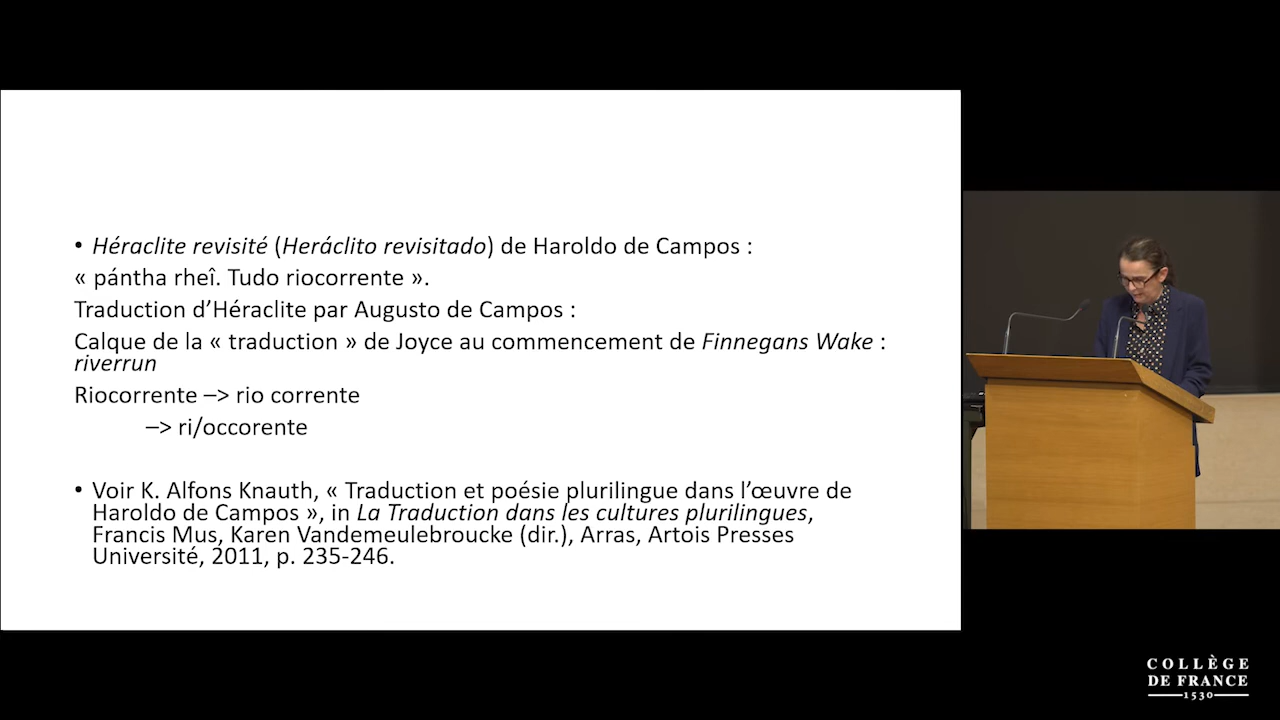 • Héraclite revisité (Heráclito revisitado) de Haroldo de Campos :
« pántha rheî. Tudo riocorrente ».
Traduction d’Héraclite par Augusto de Campos :
Calque de la « traduction » de Joyce au commencement de Finnegans Wake :
riverrun
Riocorrente –> rio corrente
–> ri/occorente
• Voir K. Alfons Knauth, « Traduction et poésie plurilingue dans l’œuvre de
Haroldo de Campos », in La Traduction dans les cultures plurilingues,
Francis Mus, Karen Vandemeulebroucke (dir.), Arras, Artois Presses
Université, 2011, p. 235-246.
COLLÈGE
DE FRANCE
1530